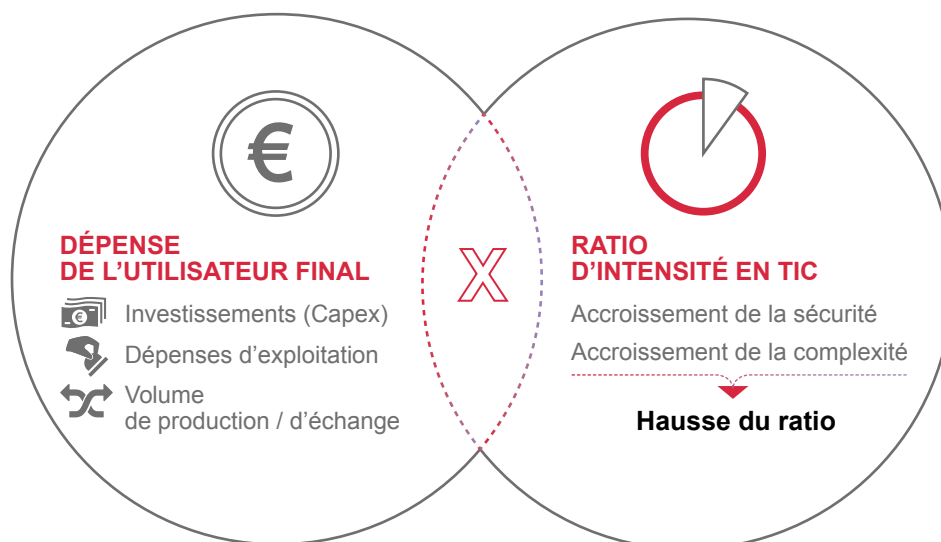 €
DÉPENSE
DE L’UTILISATEUR FINAL
€
Investissements (Capex)
Dépenses d’exploitation
Volume
de production / d’échange
X
RATIO
D’INTENSITÉ EN TIC
Accroissement de la sécurité
Accroissement de la complexité
Hausse du ratio